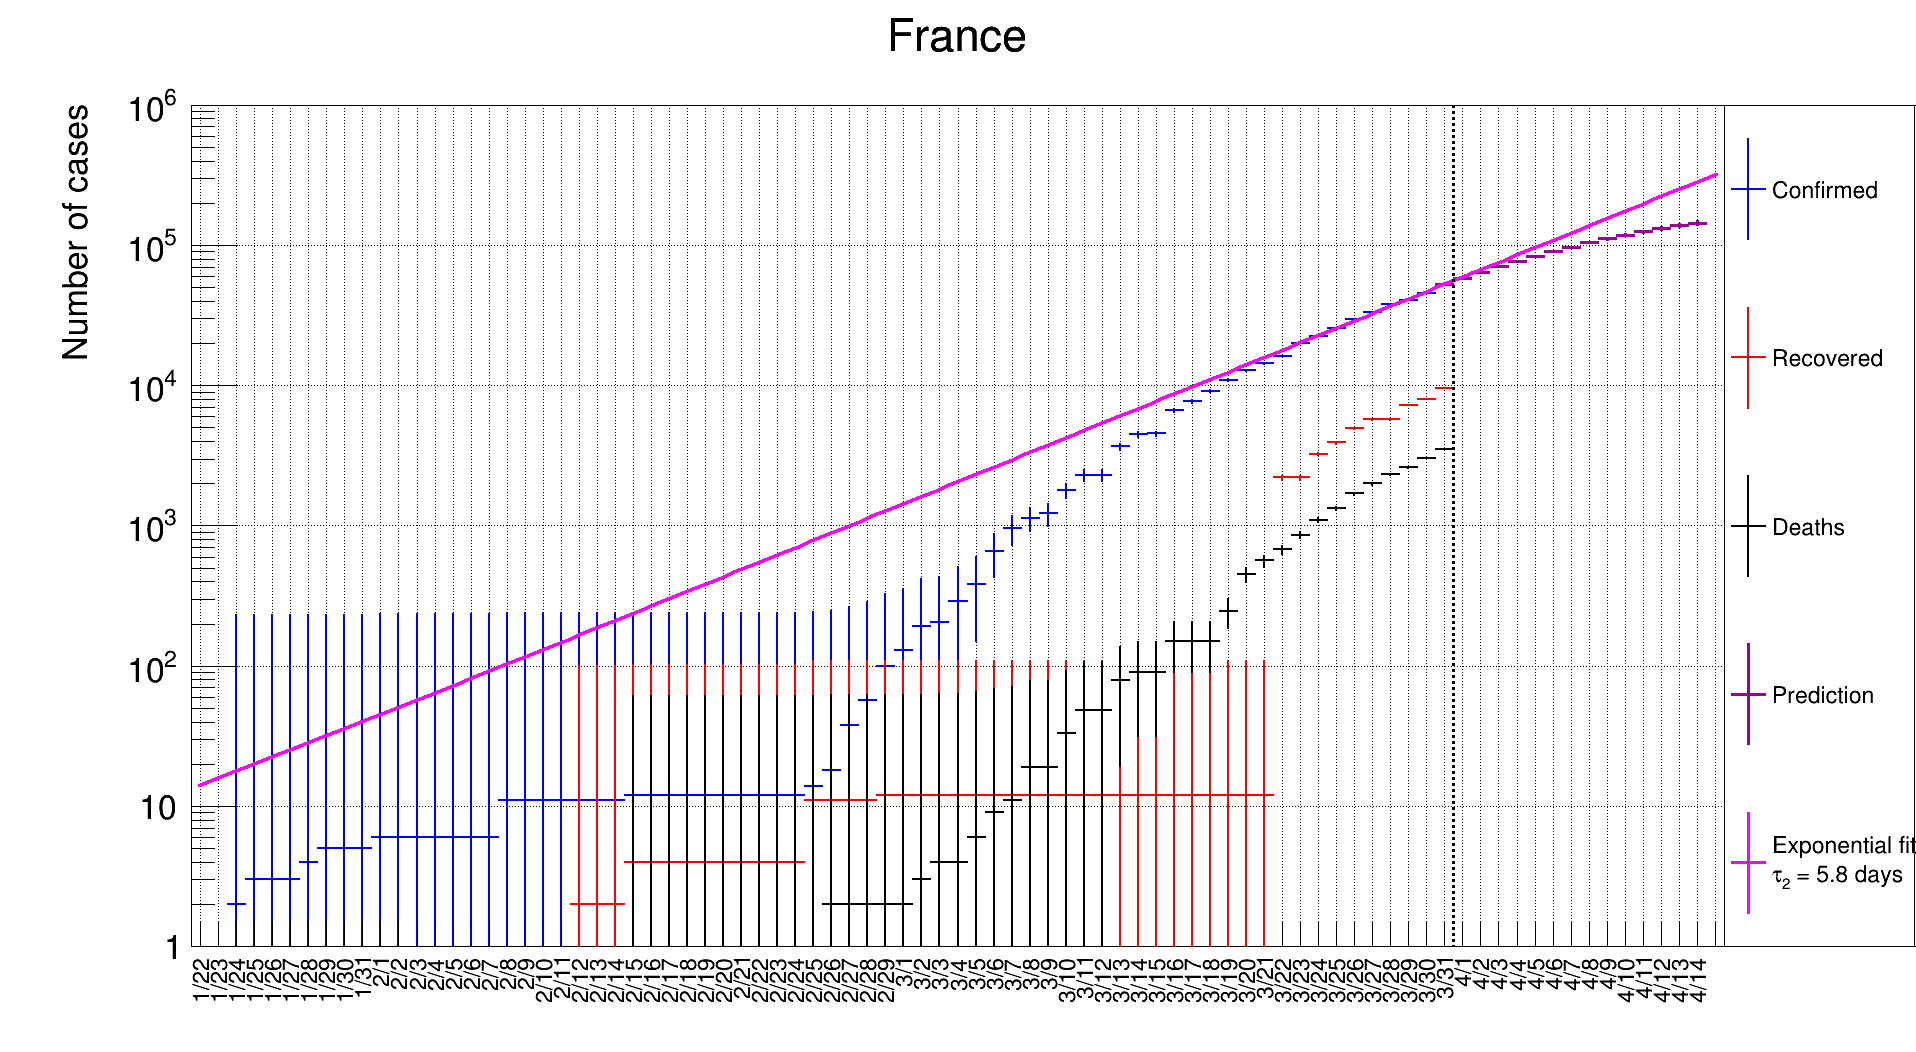 France
Number of cases
10⁶
10⁵
10⁴
10³
10²
10
1
1/22 1/23 1/24 1/25 1/26 1/27 1/28 1/29 1/30 1/31 2/1 2/2 2/3 2/4 2/5 2/6 2/7 2/8 2/9 2/10 2/11 2/12 2/13 2/14 2/15 2/16 2/17 2/18 2/19 2/20 2/21 2/22 2/23 2/24 2/25 2/26 2/27 2/28 2/29 3/1 3/2 3/3 3/4 3/5 3/6 3/7 3/8 3/9 3/10 3/11 3/12 3/13 3/14 3/15 3/16 3/17 3/18 3/19 3/20 3/21 3/22 3/23 3/24 3/25 3/26 3/27 3/28 3/29 3/30 3/31 4/1 4/2 4/3 4/4 4/5 4/6 4/7 4/8 4/9 4/10 4/11 4/12 4/13 4/14
Confirmed
Recovered
Deaths
Prediction
Exponential fit
τ₂ = 5.8 days